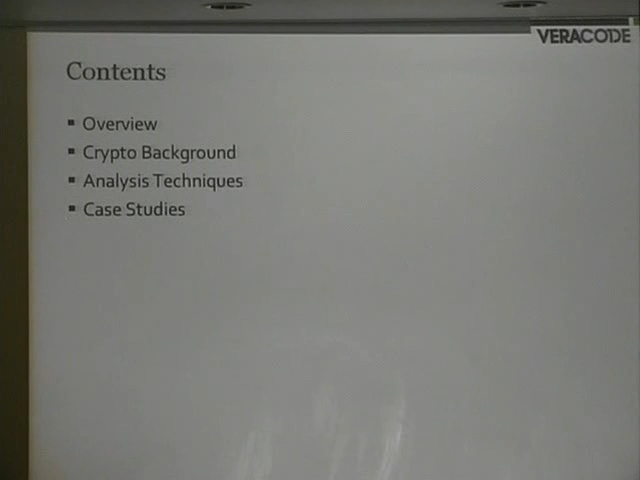 VERACODE
Contents
Overview
Crypto Background
Analysis Techniques
Case Studies